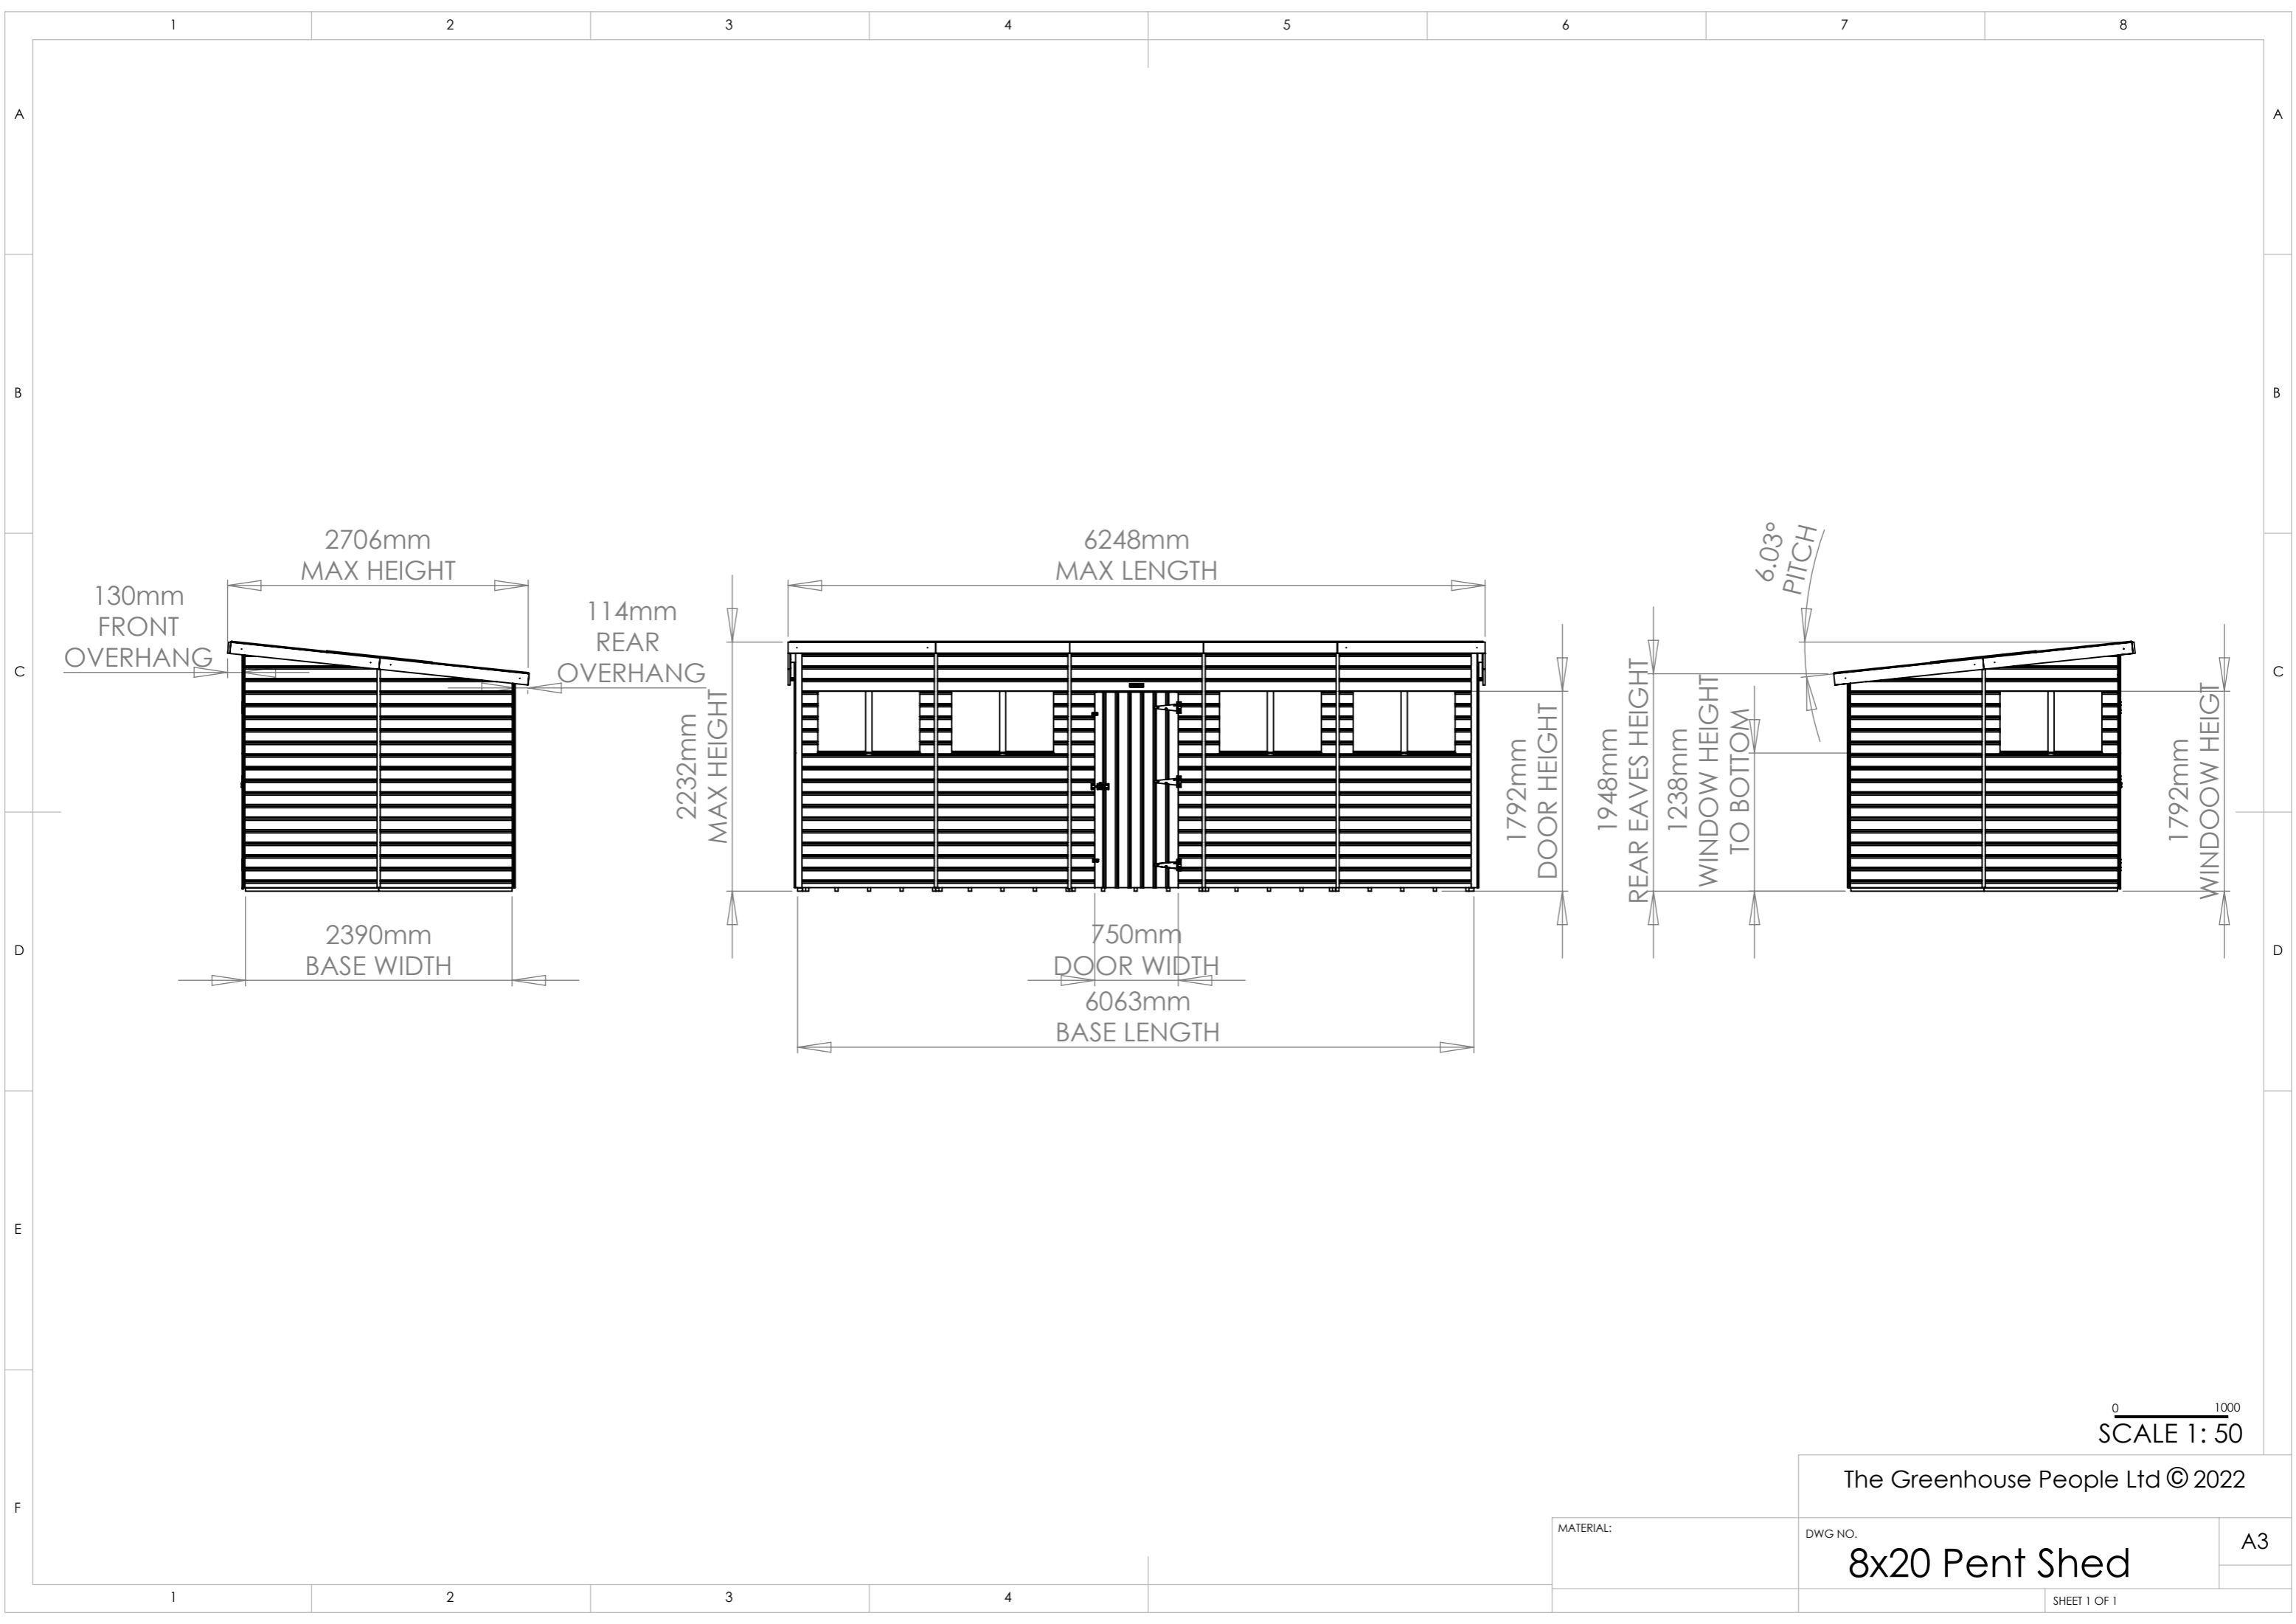 1 2 3 4 5 6 7 8
A A
B B
2706mm
MAX HEIGHT
130mm
FRONT
OVERHANG
114mm
REAR
OVERHANG
2390mm
BASE WIDTH
6248mm
MAX LENGTH
2232mm
MAX HEIGHT
750mm
DOOR WIDTH
6063mm
BASE LENGTH
1792mm
DOOR HEIGHT
1948mm
REAR EAVES HEIGHT
1238mm
WINDOW HEIGHT
TO BOTTOM
6.03°
PITCH
1792mm
WINDOW HEIGT
C C
D D
E
F
0 1000
SCALE 1: 50
The Greenhouse People Ltd © 2022
MATERIAL:
DWG NO.
8x20 Pent Shed
A3
SHEET 1 OF 1
1 2 3 4